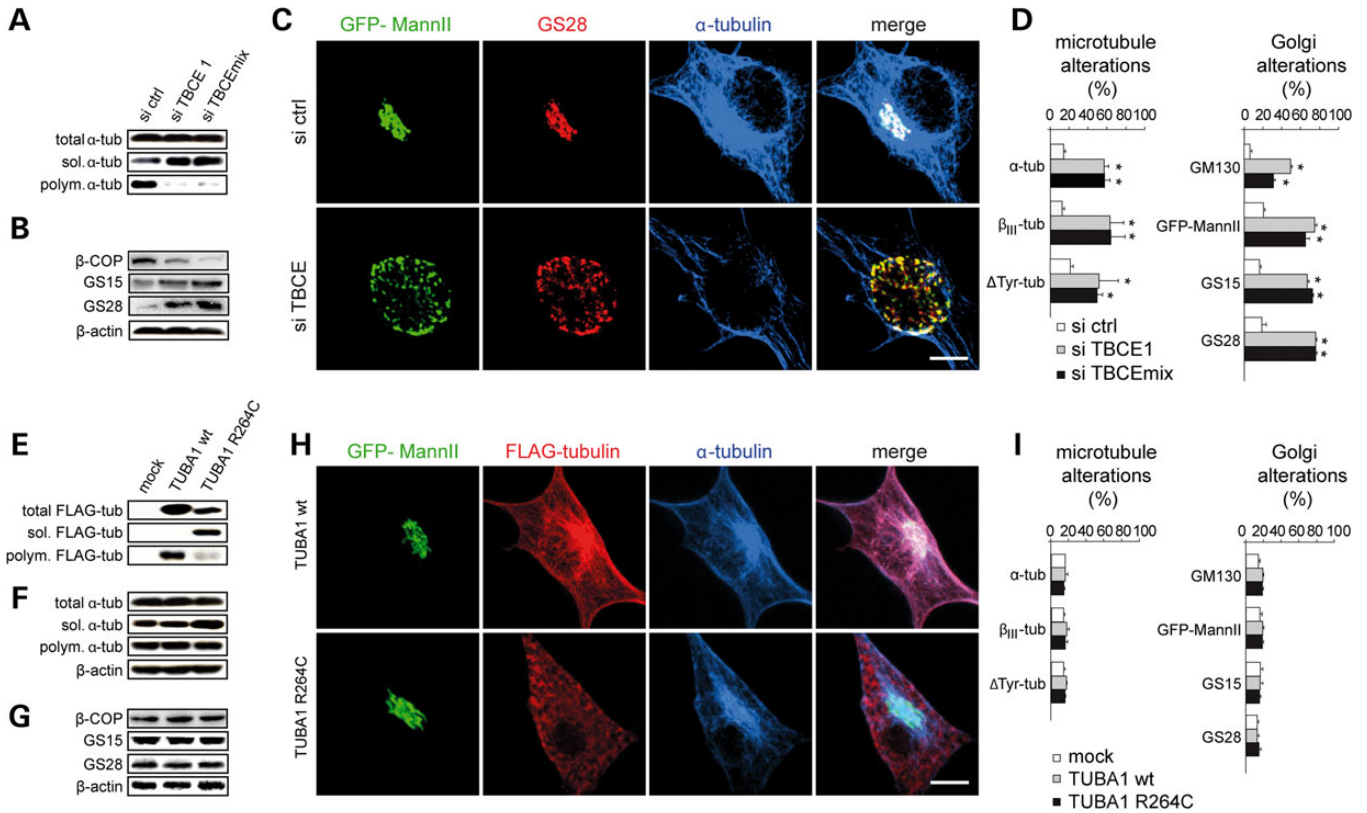 A
si ctrl
si TBCE 1
si TBCEmix
total α-tub
sol. α-tub
polym. α-tub
B
β-COP
GS15
GS28
β-actin
C
GFP- MannII
GS28
α-tubulin
merge
si ctrl
si TBCE
D
microtubule
alterations
(%)
0 20 40 60 80 100
α-tub
*
*
βIII-tub
*
*
ΔTyr-tub
*
*
si ctrl
si TBCE1
si TBCEmix
Golgi
alterations
(%)
0 20 40 60 80 100
GM130
*
*
GFP-MannII
*
*
GS15
*
*
GS28
*
*
E
mock
TUBA1 wt
TUBA1 R264C
total FLAG-tub
sol. FLAG-tub
polym. FLAG-tub
F
total α-tub
sol. α-tub
polym. α-tub
β-actin
G
β-COP
GS15
GS28
β-actin
H
GFP- MannII
FLAG-tubulin
α-tubulin
merge
TUBA1 wt
TUBA1 R264C
I
microtubule
alterations
(%)
0 20 40 60 80 100
α-tub
βIII-tub
ΔTyr-tub
mock
TUBA1 wt
TUBA1 R264C
Golgi
alterations
(%)
0 20 40 60 80 100
GM130
GFP-MannII
GS15
GS28